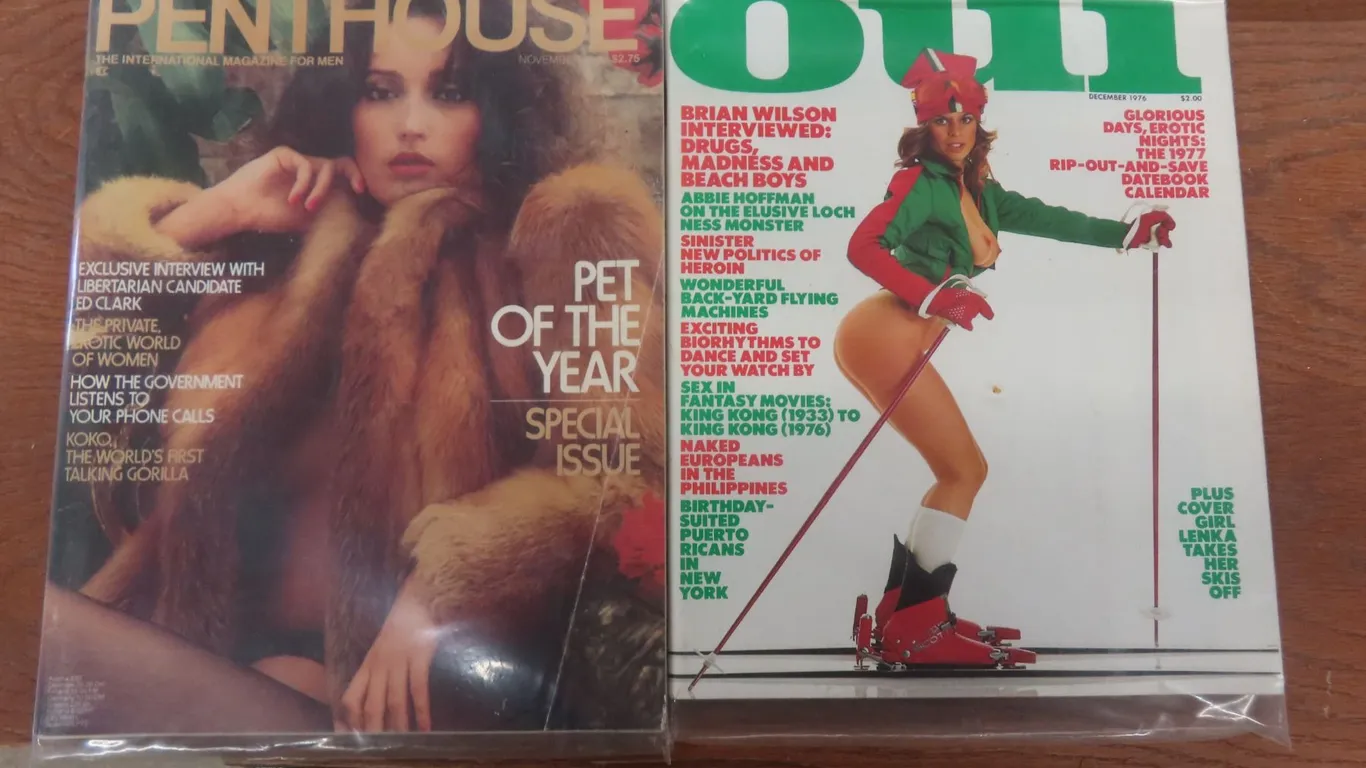 PENTHOUSE
THE INTERNATIONAL MAGAZINE FOR MEN
NOVEMBER
$2.75
EXCLUSIVE INTERVIEW WITH
LIBERTARIAN CANDIDATE
ED CLARK
THE PRIVATE,
EROTIC WORLD
OF WOMEN
HOW THE GOVERNMENT
LISTENS TO
YOUR PHONE CALLS
KOKO,
THE WORLD'S FIRST
TALKING GORILLA
PET
OF THE
YEAR
SPECIAL
ISSUE
oui
DECEMBER 1976 $2.00
BRIAN WILSON
INTERVIEWED:
DRUGS,
MADNESS AND
BEACH BOYS
ABBIE HOFFMAN
ON THE ELUSIVE LOCH
NESS MONSTER
SINISTER
NEW POLITICS OF
HEROIN
WONDERFUL
BACK-YARD FLYING
MACHINES
EXCITING
BIORHYTHMS TO
DANCE AND SET
YOUR WATCH BY
SEX IN
FANTASY MOVIES:
KING KONG (1933) TO
KING KONG (1976)
NAKED
EUROPEANS
IN THE
PHILIPPINES
BIRTHDAY-
SUITED
PUERTO
RICANS
IN
NEW
YORK
GLORIOUS
DAYS, EROTIC
NIGHTS:
THE 1977
RIP-OUT-AND-SAVE
DATEBOOK
CALENDAR
PLUS
COVER
GIRL
LENKA
TAKES
HER
SKIS
OFF